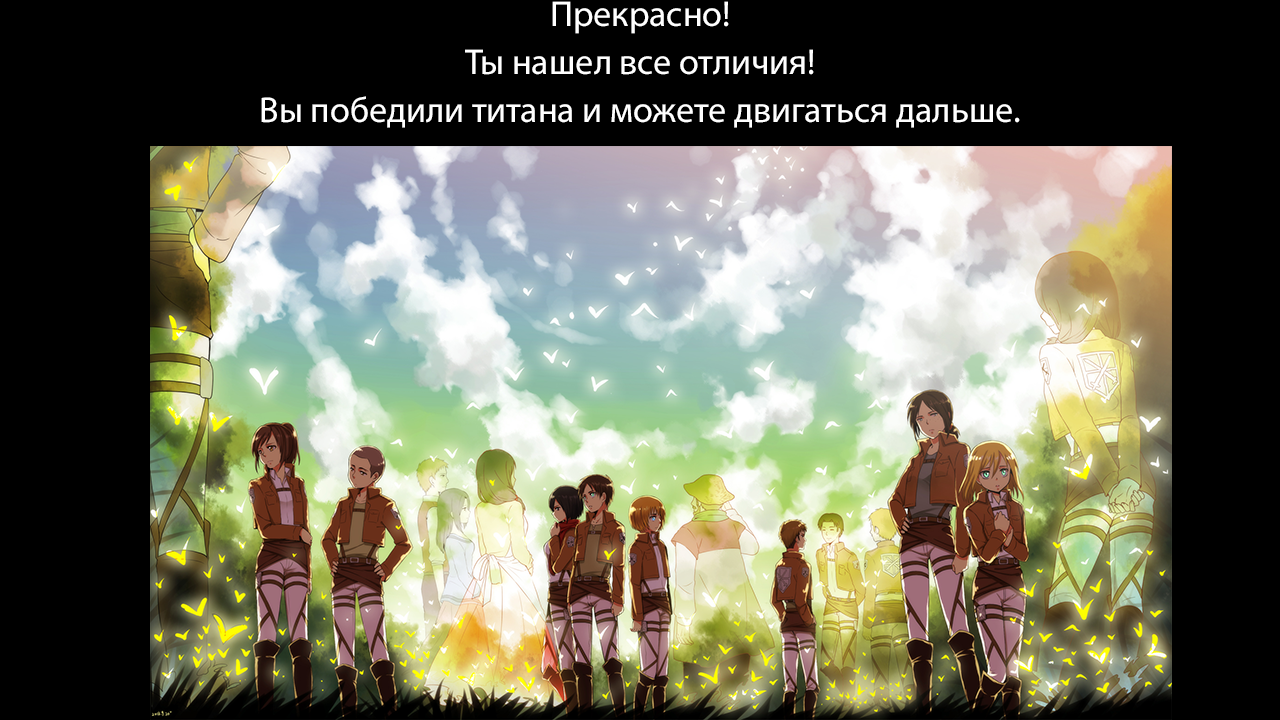 Прекрасно!
Ты нашел все отличия!
Вы победили титана и можете двигаться дальше.